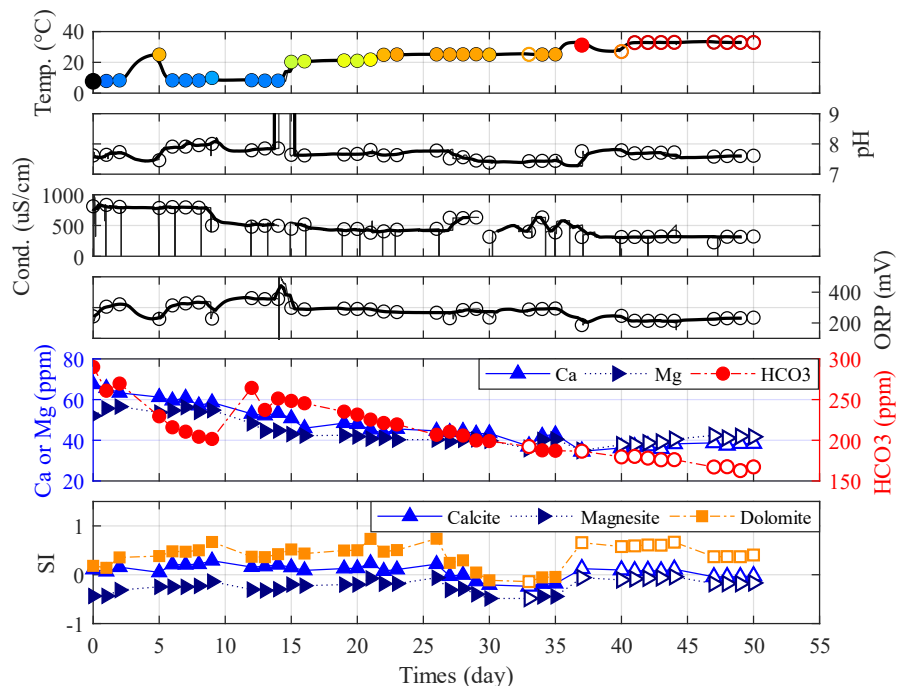 Temp. (°C)
40
20
0
pH
9
8
7
Cond. (uS/cm)
1000
500
0
ORP (mV)
400
200
Ca or Mg (ppm)
80
60
40
20
Ca
Mg
HCO3
HCO3 (ppm)
300
250
200
150
SI
1
0
-1
Calcite
Magnesite
Dolomite
0 5 10 15 20 25 30 35 40 45 50 55
Times (day)